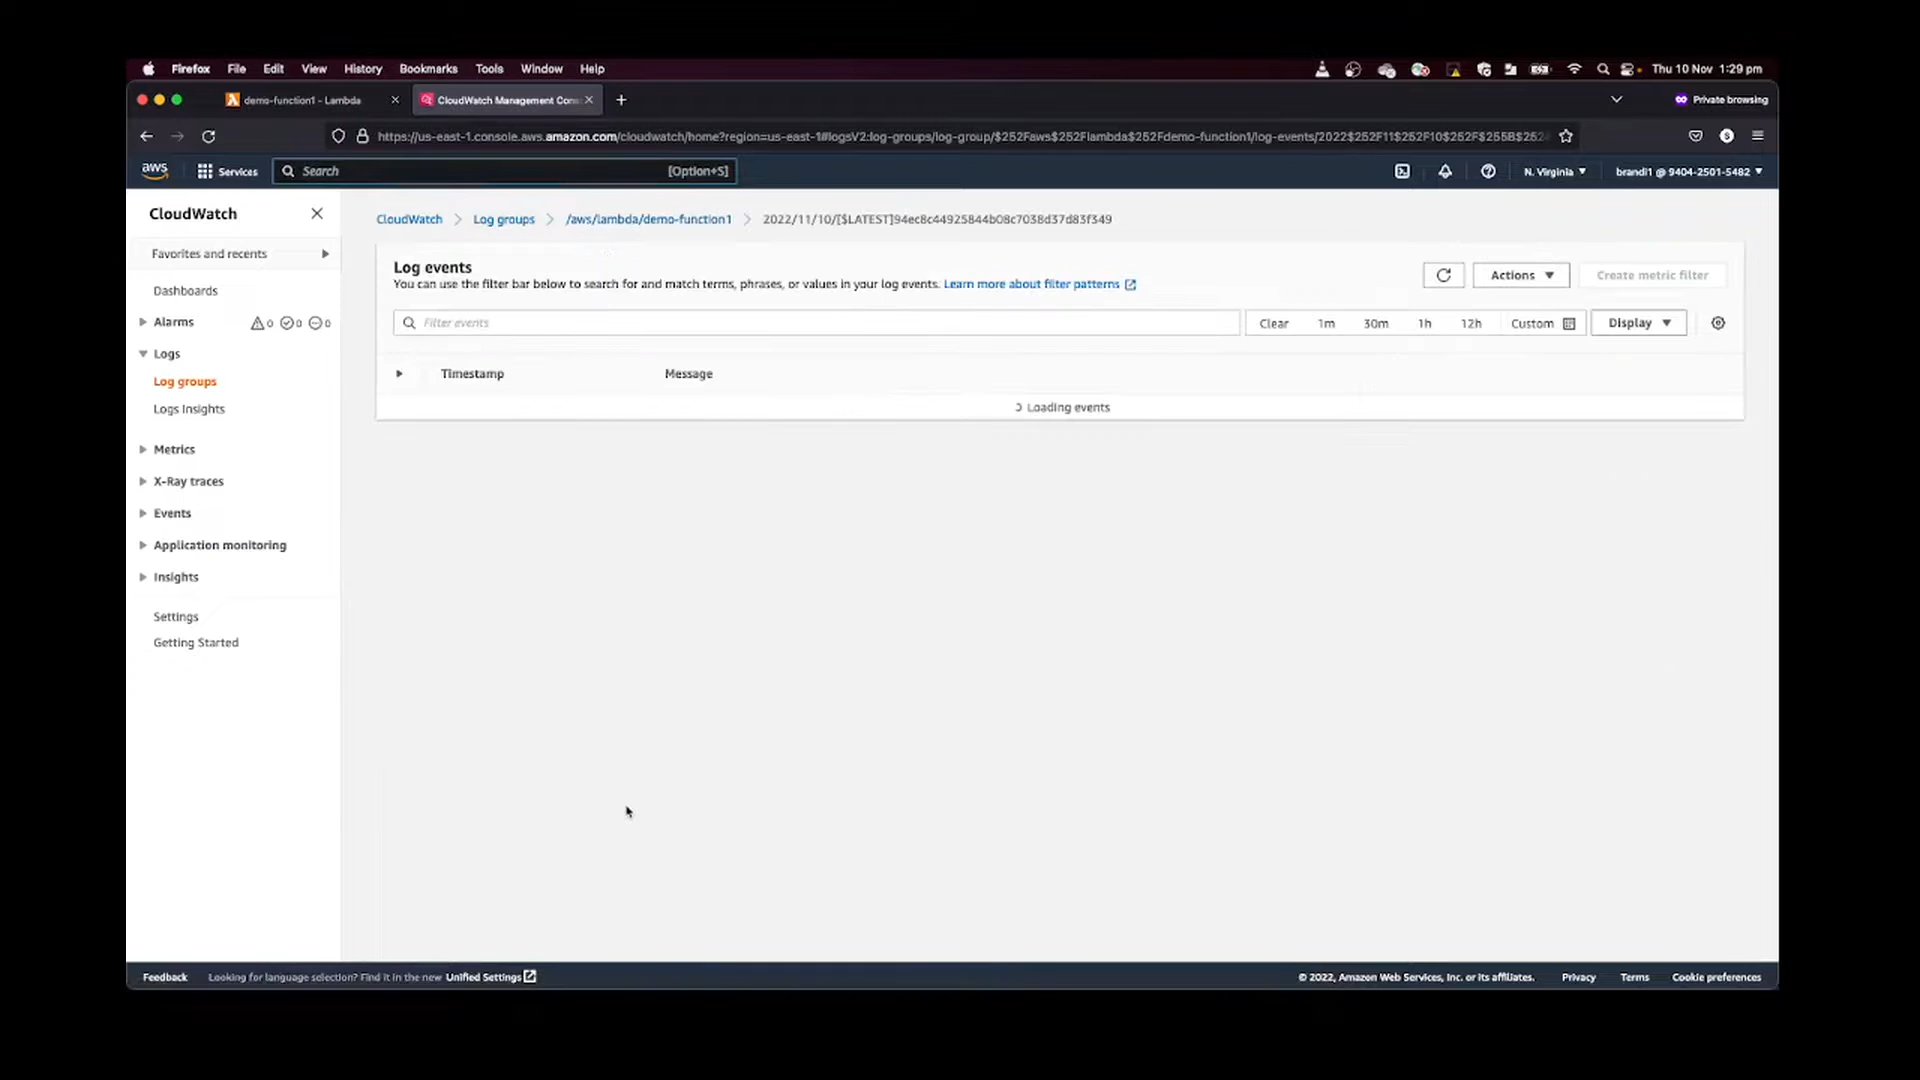 Firefox File Edit View History Bookmarks Tools Window Help Thu 10 Nov 1:29 pm
demo-function1 - Lambda CloudWatch Management Con Private browsing
https://us-east-1.console.aws.amazon.com/cloudwatch/home?region=us-east-1#logsV2:log-groups/log-group/$252Faws$252Flambda$252Fdemo-function1/log-events/2022$252F11$252F10$252F$255B$252
aws Services Search [Option+S] N. Virginia brandi1 @ 9404-2501-5482
CloudWatch
Favorites and recents
Dashboards
Alarms 0 0 0
Logs
Log groups
Logs Insights
Metrics
X-Ray traces
Events
Application monitoring
Insights
Settings
Getting Started
CloudWatch Log groups /aws/lambda/demo-function1 2022/11/10/[$LATEST]94ec8c44925844b08c7038d37d83f349
Log events
You can use the filter bar below to search for and match terms, phrases, or values in your log events. Learn more about filter patterns
Actions Create metric filter
Filter events Clear 1m 30m 1h 12h Custom Display
Timestamp Message
Loading events
Feedback Looking for language selection? Find it in the new Unified Settings © 2022, Amazon Web Services, Inc. or its affiliates. Privacy Terms Cookie preferences